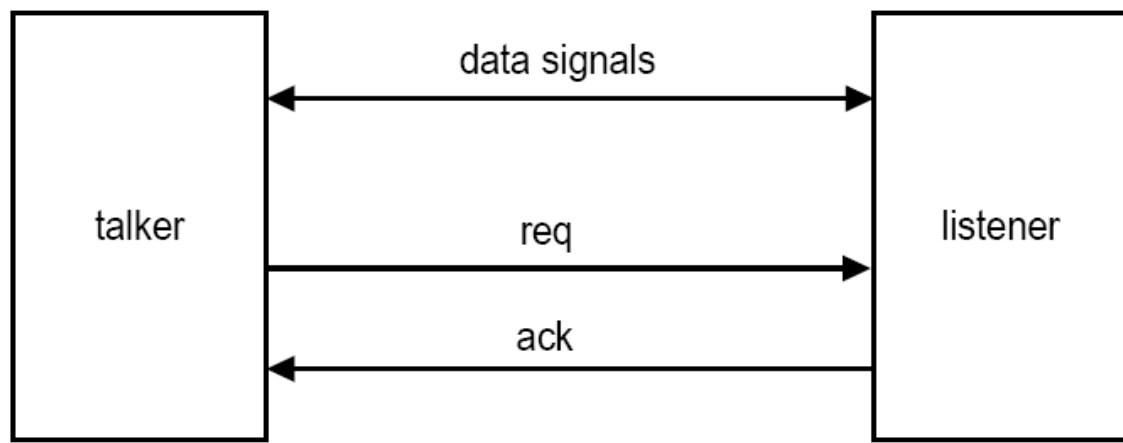 data signals
talker
req
listener
ack